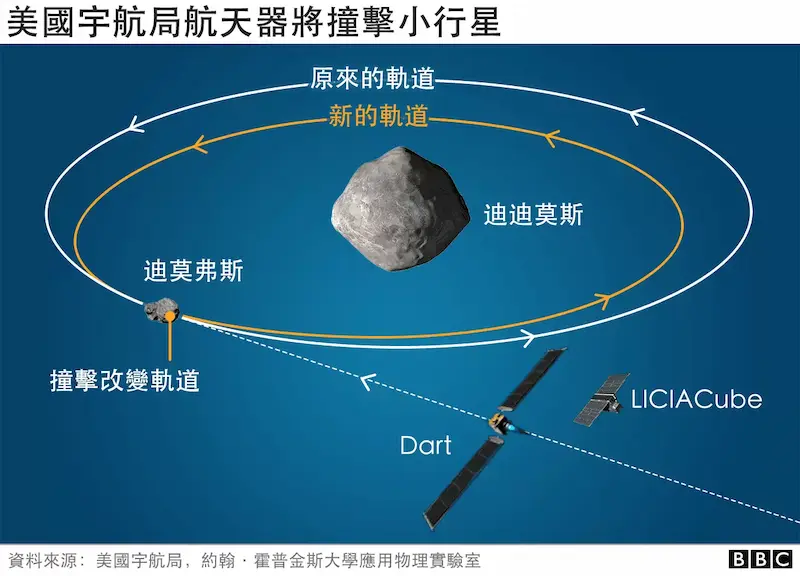 美國宇航局航天器將撞擊小行星
原來的軌道
新的軌道
迪迪莫斯
迪莫弗斯
撞擊改變軌道
LICIACube
Dart
資料來源：美國宇航局，約翰·霍普金斯大學應用物理實驗室
BBC